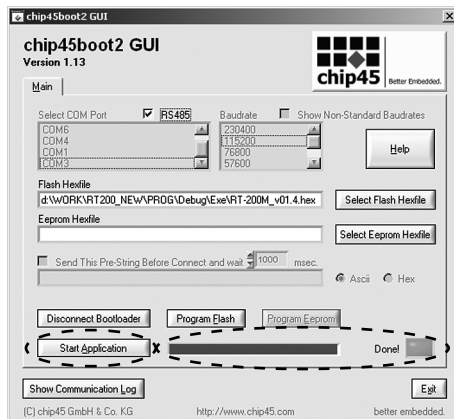 chip45boot2 GUI
chip45boot2 GUI
Version 1.13
chip45 Better Embedded.
Main
Select COM Port RS485 Baudrate Show Non-Standard Baudrates
COM6 230400
COM4 115200
COM1 76800
COM3 57600
Help
Flash Hexfile
d:\WORK\RT200_NEW\PROG\Debug\Exe\RT-200M_v01.4.hex Select Flash Hexfile
Eeprom Hexfile
Select Eeprom Hexfile
Send This Pre-String Before Connect and wait 1000 msec.
Ascii Hex
Disconnect Bootloader Program Flash Program Eeprom
Start Application Done!
Show Communication Log Exit
(C) chip45 GmbH & Co. KG http://www.chip45.com better embedded.